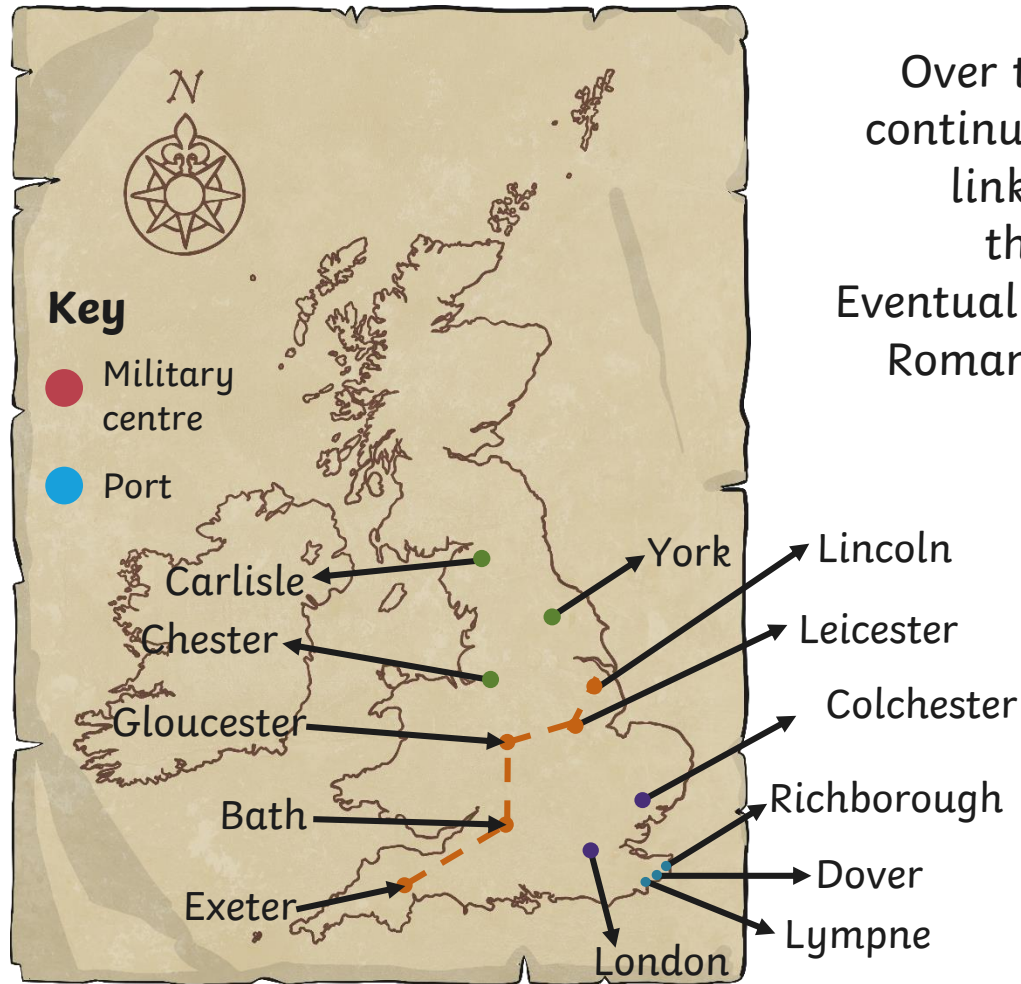 N
Over t
continu
link
th
Eventual
Roman
Key
Military
centre
Port
York
Lincoln
Carlisle
Leicester
Chester
Colchester
Gloucester
Richborough
Bath
Dover
Exeter
Lympne
London